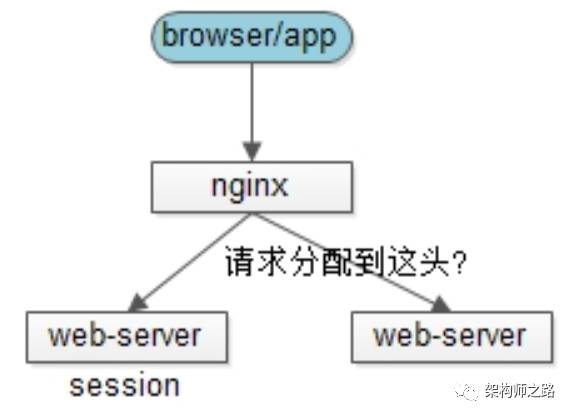 browser/app
nginx
请求分配到这头?
web-server
web-server
session
架构师之路